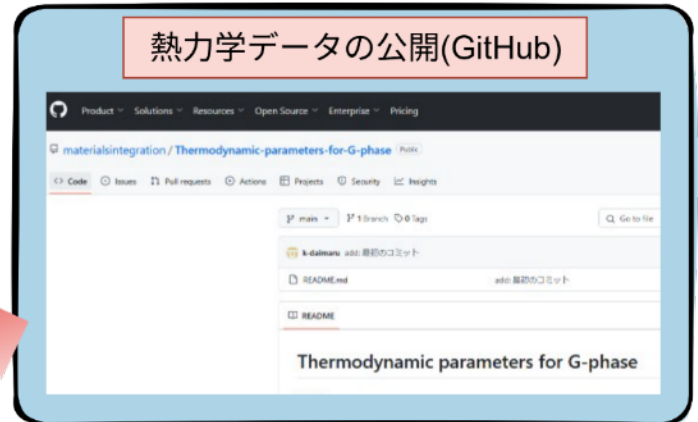 熱力学データの公開(GitHub)
Product Solutions Resources Open Source Enterprise Pricing
materialsintegration / Thermodynamic-parameters-for-G-phase Public
<> Code Issues Pull requests Actions Projects Security Insights
main 1 Branch 0 Tags Go to file
k-daimaru add: 最初のコミット
README.md add: 最初のコミット
README
Thermodynamic parameters for G-phase